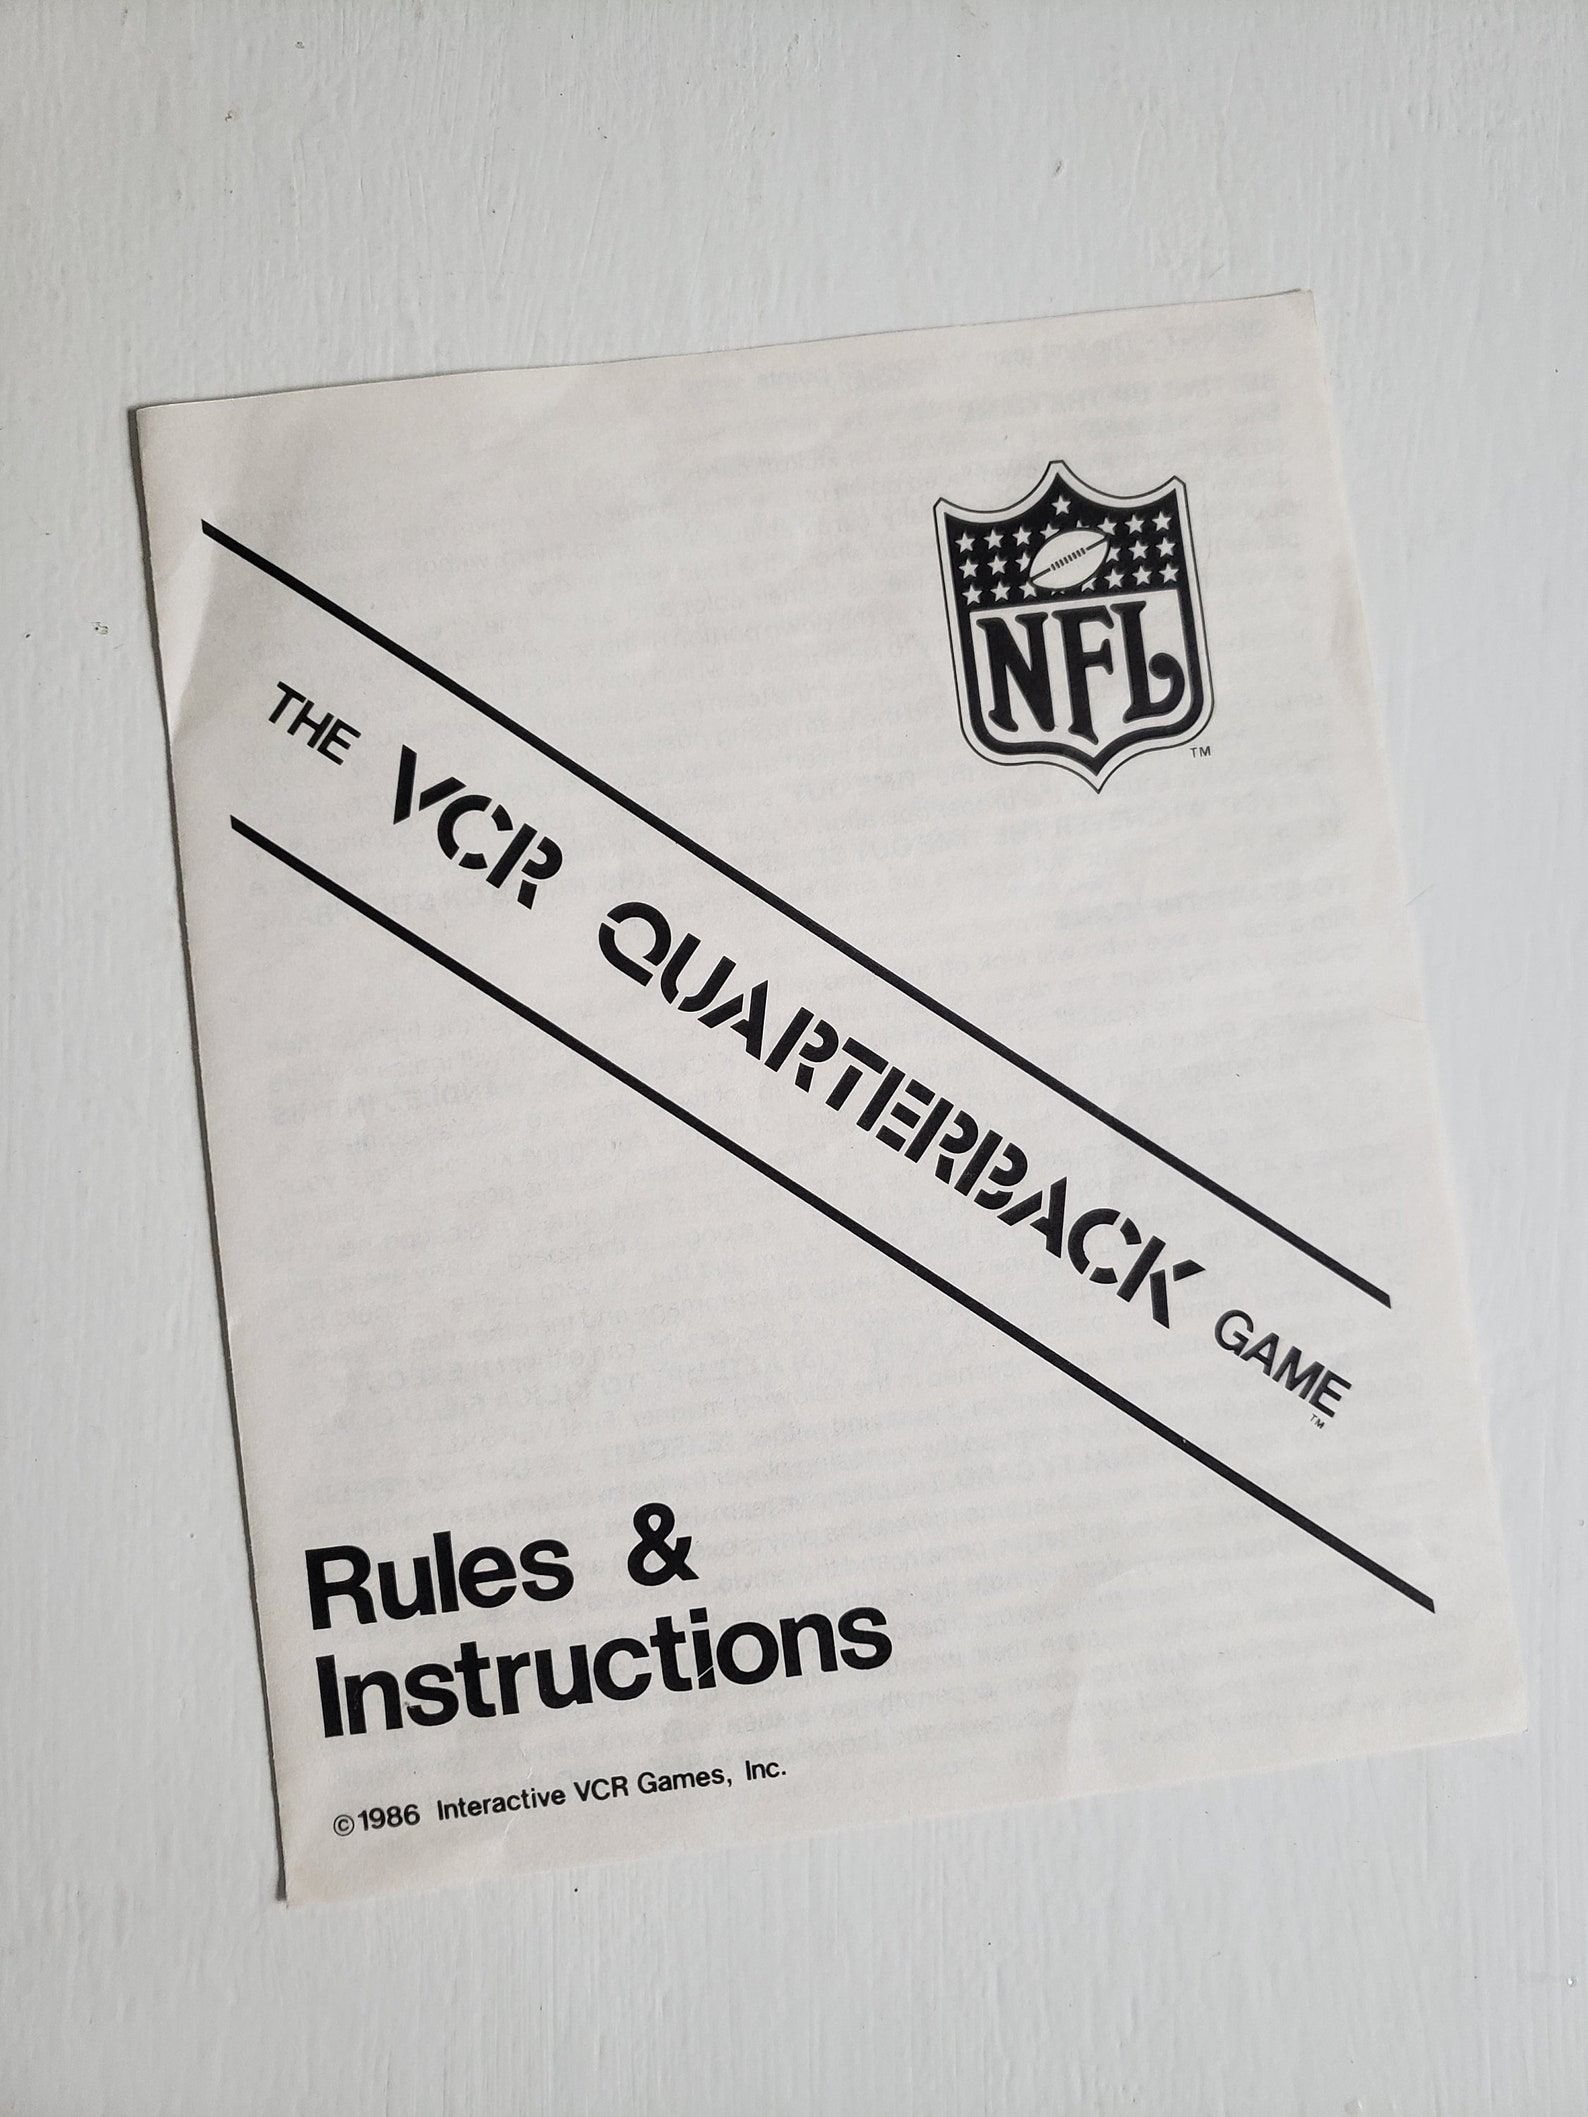 NFL
TM
THE VCR QUARTERBACK GAME
TM
Rules &
Instructions
©1986 Interactive VCR Games, Inc.